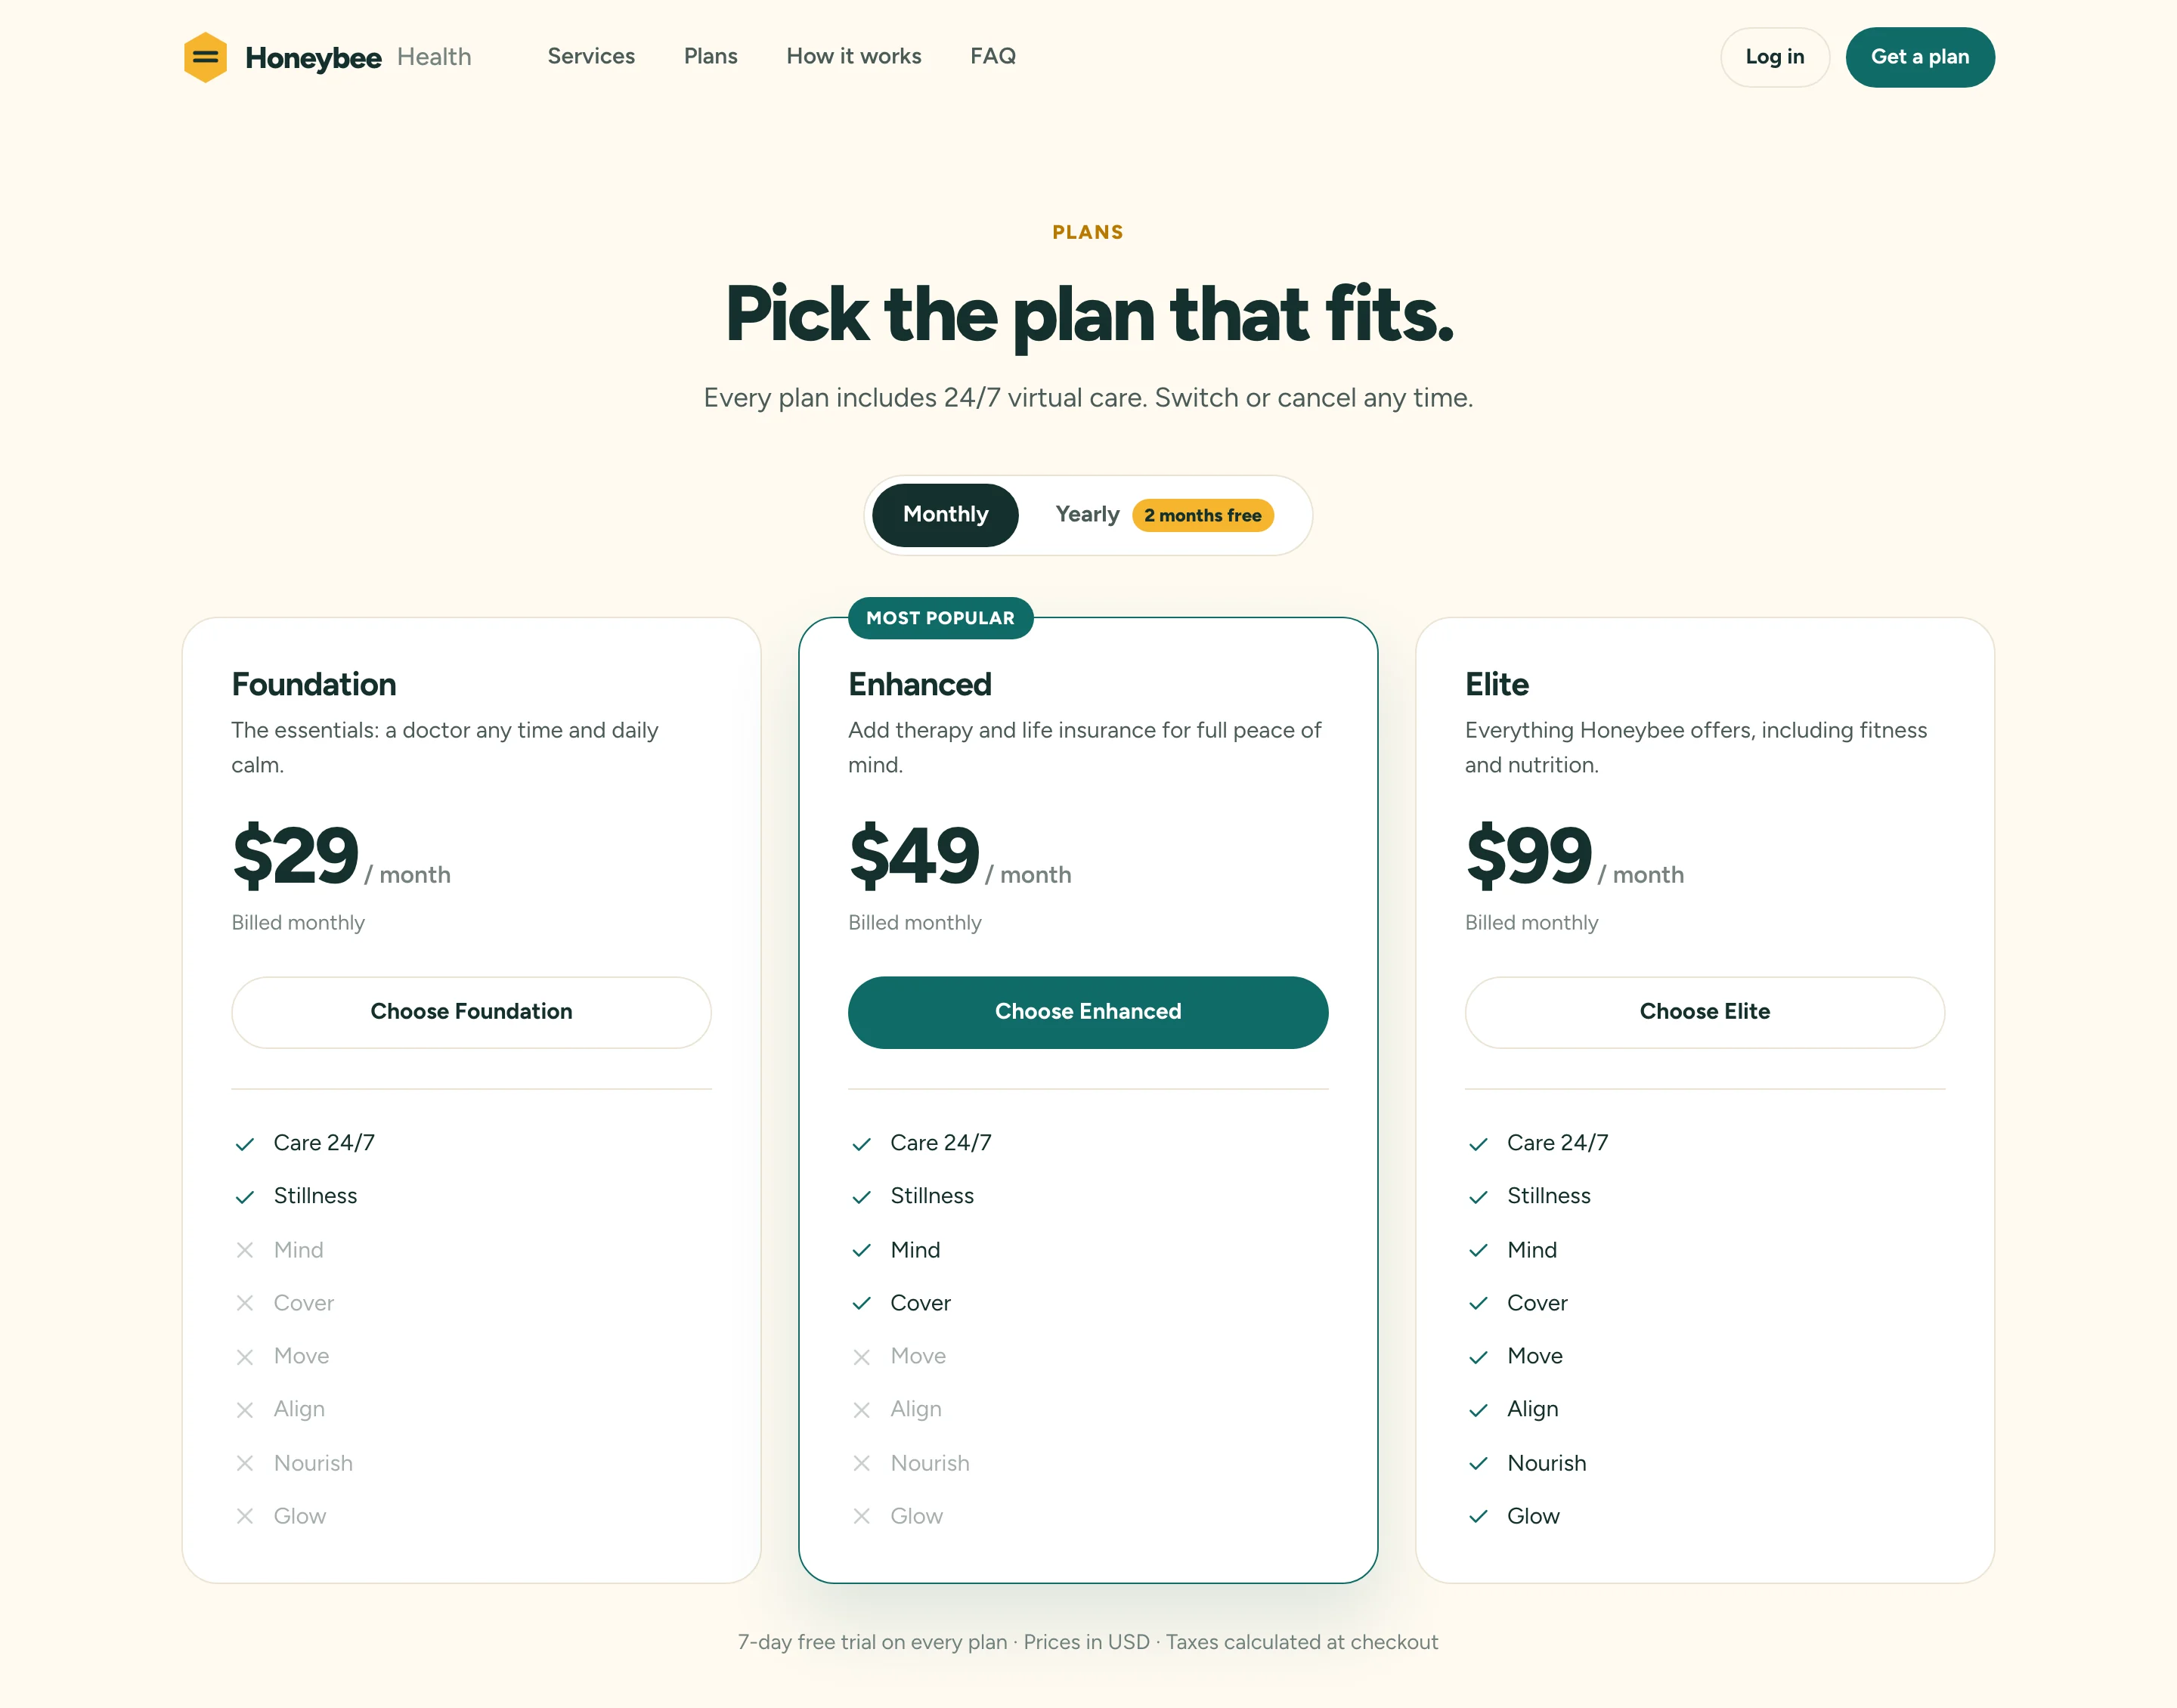 Honeybee Health
Services
Plans
How it works
FAQ
Log in
Get a plan
PLANS
Pick the plan that fits.
Every plan includes 24/7 virtual care. Switch or cancel any time.
Monthly
Yearly
2 months free
Foundation
The essentials: a doctor any time and daily
calm.
$29 / month
Billed monthly
Choose Foundation
Care 24/7
Stillness
Mind
Cover
Move
Align
Nourish
Glow
MOST POPULAR
Enhanced
Add therapy and life insurance for full peace of
mind.
$49 / month
Billed monthly
Choose Enhanced
Care 24/7
Stillness
Mind
Cover
Move
Align
Nourish
Glow
Elite
Everything Honeybee offers, including fitness
and nutrition.
$99 / month
Billed monthly
Choose Elite
Care 24/7
Stillness
Mind
Cover
Move
Align
Nourish
Glow
7-day free trial on every plan · Prices in USD · Taxes calculated at checkout